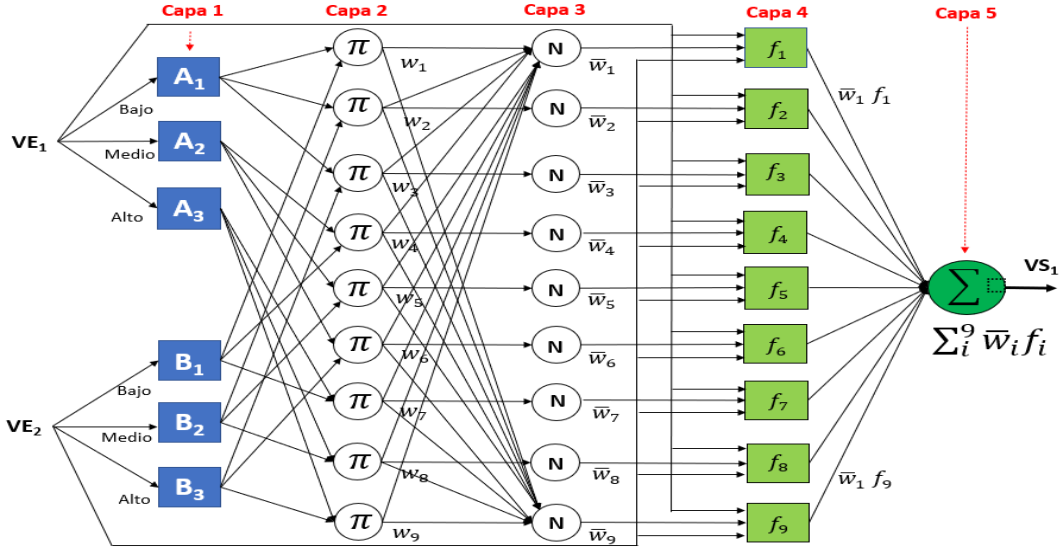 Capa 1
Capa 2
Capa 3
Capa 4
Capa 5
VE₁
Bajo
Medio
Alto
A₁
A₂
A₃
VE₂
Bajo
Medio
Alto
B₁
B₂
B₃
π
π
π
π
π
π
π
π
π
w₁
w₂
w₃
w₄
w₅
w₆
w₇
w₈
w₉
N
N
N
N
N
N
N
N
N
w̅₁
w̅₂
w̅₃
w̅₄
w̅₅
w̅₆
w̅₇
w̅₈
w̅₉
f₁
f₂
f₃
f₄
f₅
f₆
f₇
f₈
f₉
w̅₁ f₁
w̅₁ f₉
∑
VS₁
∑ᵢ⁹ w̅ᵢfᵢ